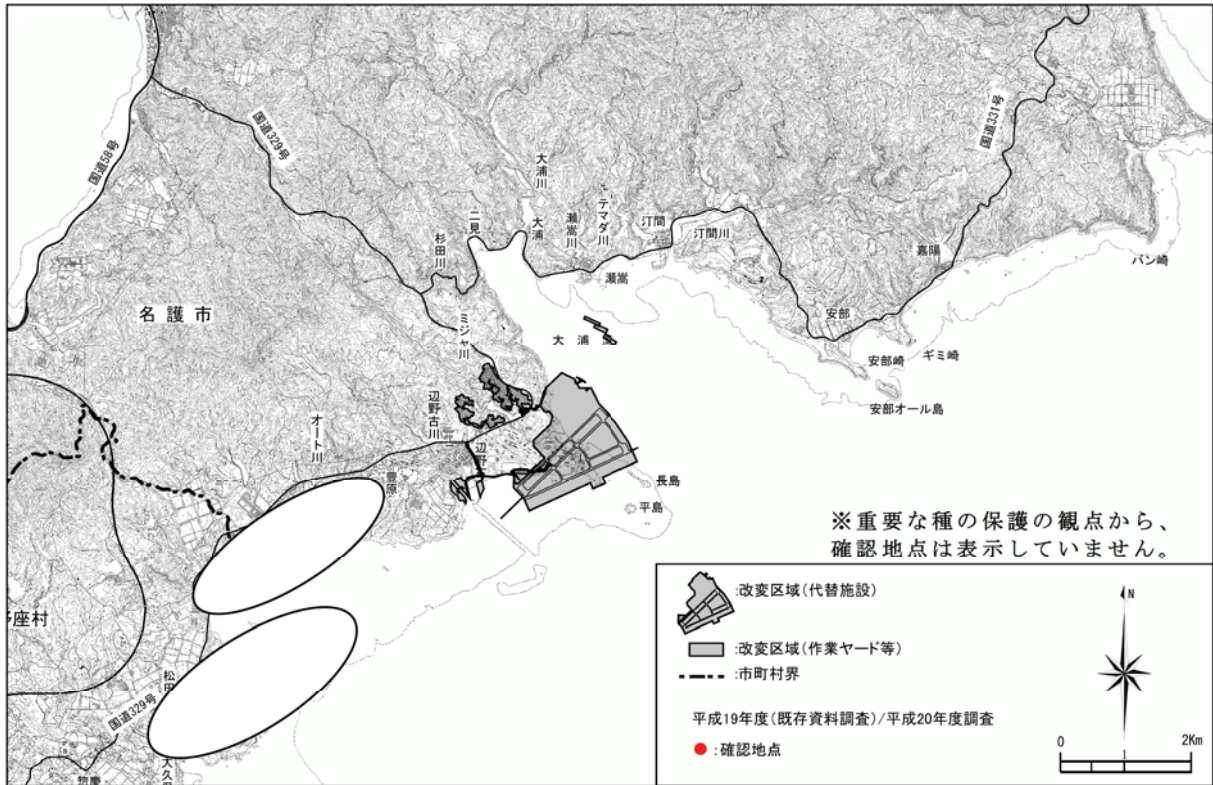 国道58号
国道329号
国道331号
大浦川
大浦
二見
杉田川
瀬嵩川
テマダ川
汀間
汀間川
瀬嵩
嘉陽
バン崎
安部
安部崎
ギミ崎
安部オール島
名護市
ミジャ川
大浦
辺野古川
オート川
豊原
辺野
長島
平島
座村
松田
国道329号
惣慶
大久
※重要な種の保護の観点から、
確認地点は表示していません。
:改変区域(代替施設)
:改変区域(作業ヤード等)
:市町村界
平成19年度(既存資料調査)/平成20年度調査
:確認地点
N
0 1 2Km